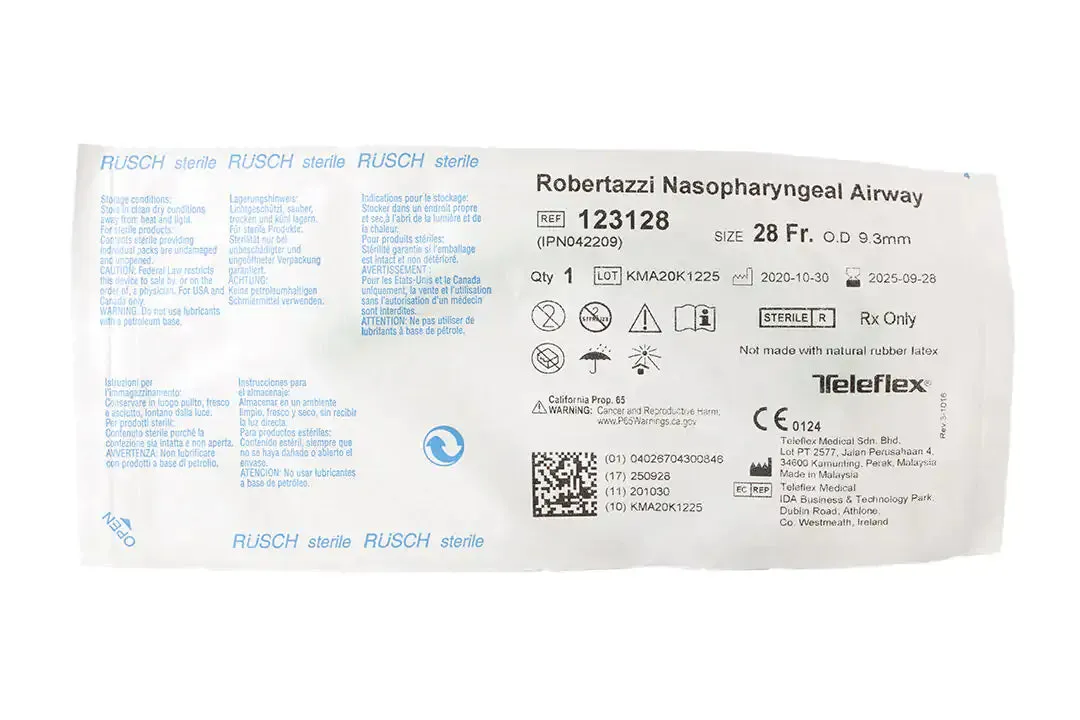 RÜSCH sterile RÜSCH sterile RÜSCH sterile
Storage conditions:
Store in clean dry conditions
away from heat and light.
For sterile products:
Contents sterile providing
individual packs are undamaged
and unopened.
CAUTION: Federal Law restricts
this device to sale by, or on the
order of, a physician. For USA and
Canada only.
WARNING: Do not use lubricants
with a petroleum base.
Lagerungshinweis:
Lichtgeschützt, sauber,
trocken und kühl lagern.
Für sterile Produkte:
Sterilität nur bei
unbeschädigter und
ungeöffneter Verpackung
garantiert.
ACHTUNG:
Keine petroleumhaltigen
Schmiermittel verwenden.
Indications pour le stockage:
Stocker dans un endroit propre
et sec,à l'abri de la lumière et de
la chaleur.
Pour produits stériles:
Stérilité garantie si l'emballage
est intact et non détérioré.
AVERTISSEMENT :
Pour les Etats-Unis et le Canada
uniquement, la vente et l'utilisation
sans l'autorisation d'un médecin
sont interdites.
ATTENTION: Ne pas utiliser de
lubrifiants à base de pétrole.
Istruzioni per
l'immagazzinamento:
Conservare in luogo pulito, fresco
e asciutto, lontano dalla luce.
Per prodotti sterili:
Contenuto sterile purché la
confezione sia intatta e non aperta.
AVVERTENZA: Non lubrificare
con prodotti a base di petrolio.
Instrucciones para
el almacenaje:
Almacenar en un ambiente
limpio, fresco y seco, sin recibir
la luz directa.
Para productos estériles:
Contenido estéril, siempre que
no se haya dañado o abierto el
envase.
ATENCION: No usar lubricantes
a base de petróleo.
OPEN
RÜSCH sterile RÜSCH sterile
Robertazzi Nasopharyngeal Airway
REF 123128
(IPN042209)
SIZE 28 Fr. O.D 9.3mm
Qty 1 LOT KMA20K1225 2020-10-30 2025-09-28
2 STERILIZE i STERILE R Rx Only
Not made with natural rubber latex
Teleflex®
California Prop. 65
WARNING: Cancer and Reproductive Harm;
www.P65Warnings.ca.gov
CE 0124
Rev 3-1016
(01) 04026704300846
(17) 250928
(11) 201030
(10) KMA20K1225
Teleflex Medical Sdn. Bhd.
Lot PT 2577, Jalan Perusahaan 4,
34600 Kamunting, Perak, Malaysia
Made in Malaysia
EC REP Teleflex Medical
IDA Business & Technology Park,
Dublin Road, Athlone,
Co. Westmeath, Ireland